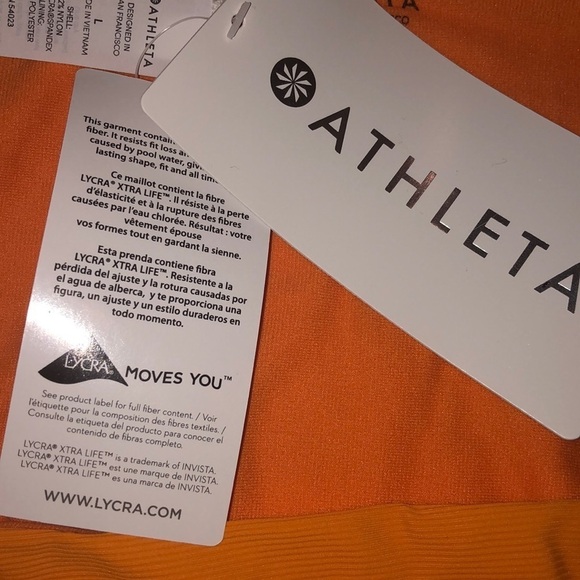 ATHLETA
DESIGNED IN
SAN FRANCISCO
L
MADE IN VIETNAM
SHELL:
NYLON
SPANDEX
LINING:
POLYESTER
54023
This garment
fiber. It resists fit loss
caused by pool water,
lasting shape, fit and all
Ce maillot contient la fibre
LYCRA® XTRA LIFE™. Il résiste à la perte
d'élasticité et à la rupture des fibres
causées par l'eau chlorée. Résultat : votre
vêtement épouse
vos formes tout en gardant la sienne.
Esta prenda contiene fibra
LYCRA® XTRA LIFE™. Resistente a la
pérdida del ajuste y la rotura causadas por
el agua de alberca, y te proporciona una
figura, un ajuste y un estilo duraderos en
todo momento.
LYCRA
MOVES YOU™
See product label for full fiber content. / Voir
l'étiquette pour la composition des fibres textiles. /
Consulte la etiqueta del producto para conocer el
contenido de fibras completo.
LYCRA® XTRA LIFE™ is a trademark of INVISTA.
LYCRA® XTRA LIFE™ est une marque de INVISTA.
LYCRA® XTRA LIFE™ es una marca de INVISTA.
WWW.LYCRA.COM
ATHLETA